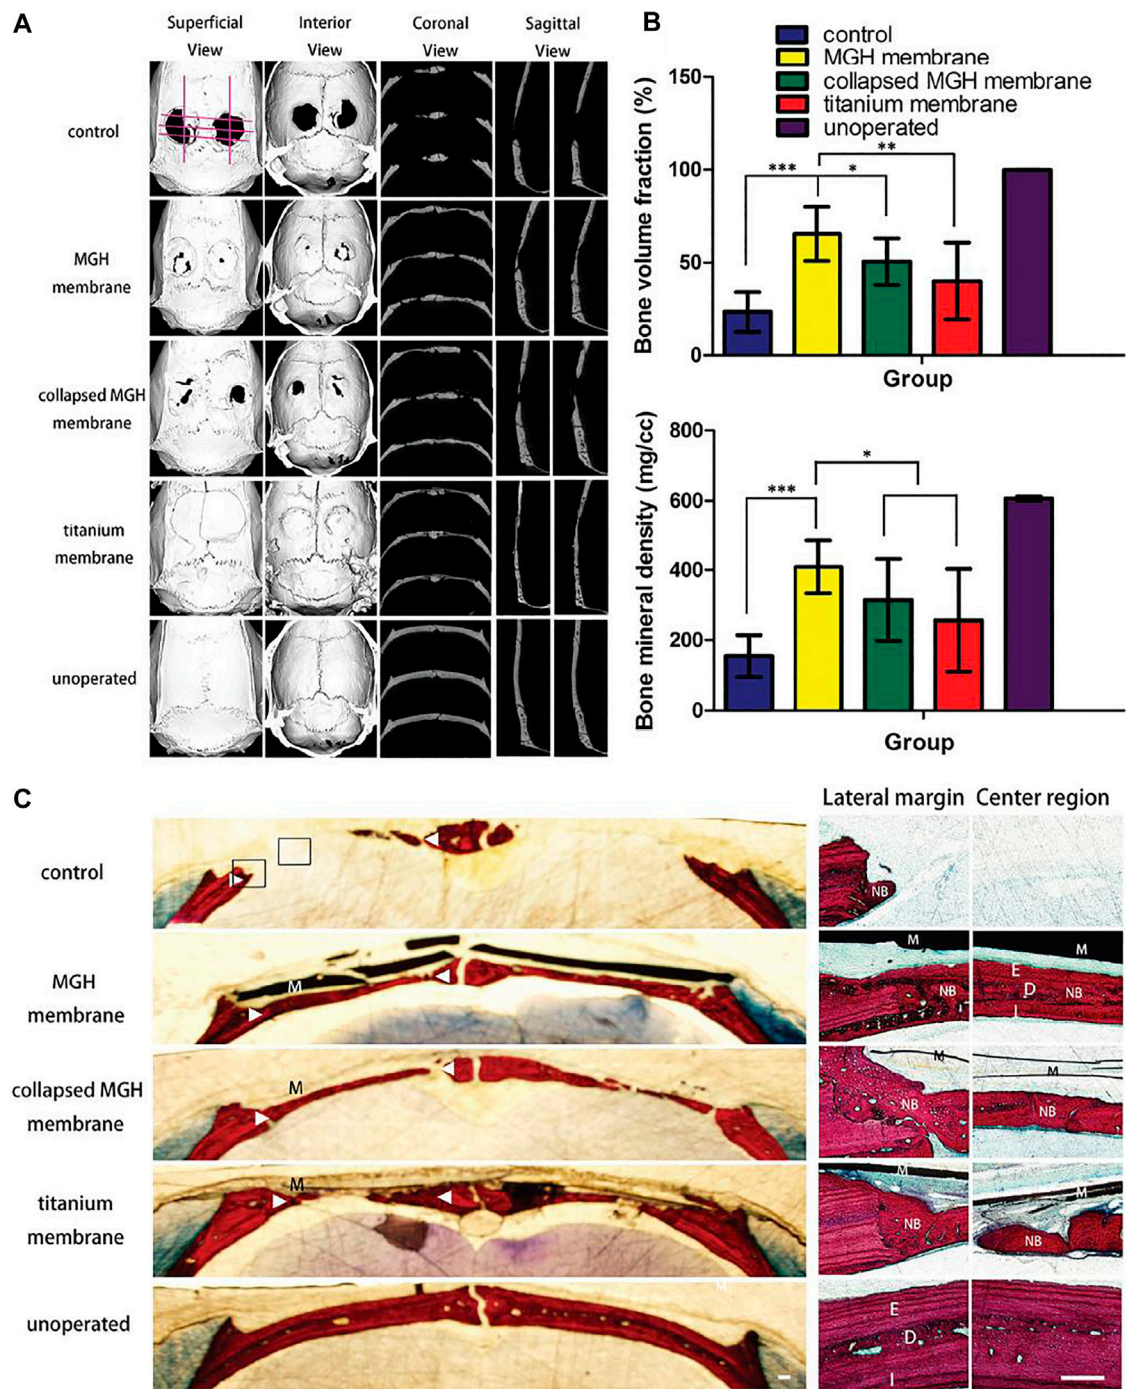 A
Superficial View
Interior View
Coronal View
Sagittal View
control
MGH
membrane
collapsed MGH
membrane
titanium
membrane
unoperated
B
control
MGH membrane
collapsed MGH membrane
titanium membrane
unoperated
Bone volume fraction (%)
150
100
50
0
***
*
**
Group
Bone mineral density (mg/cc)
800
600
400
200
0
***
*
Group
C
Lateral margin
Center region
control
NB
MGH
membrane
M
M
NB
M
E
D
NB
I
collapsed MGH
membrane
M
NB
M
NB
titanium
membrane
M
M
NB
M
NB
unoperated
E
D
I